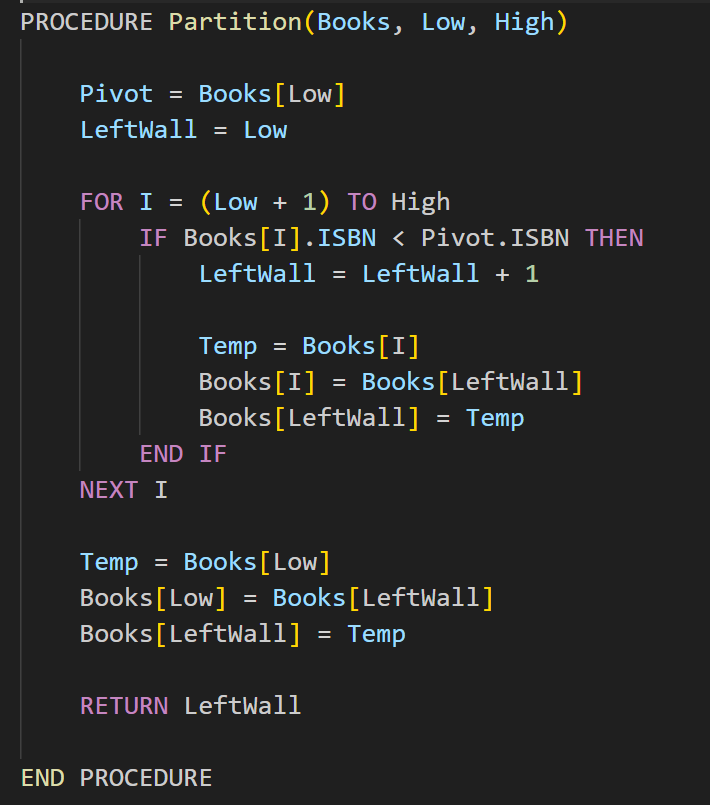 PROCEDURE Partition(Books, Low, High)
Pivot = Books[Low]
LeftWall = Low
FOR I = (Low + 1) TO High
IF Books[I].ISBN < Pivot.ISBN THEN
LeftWall = LeftWall + 1
Temp = Books[I]
Books[I] = Books[LeftWall]
Books[LeftWall] = Temp
END IF
NEXT I
Temp = Books[Low]
Books[Low] = Books[LeftWall]
Books[LeftWall] = Temp
RETURN LeftWall
END PROCEDURE